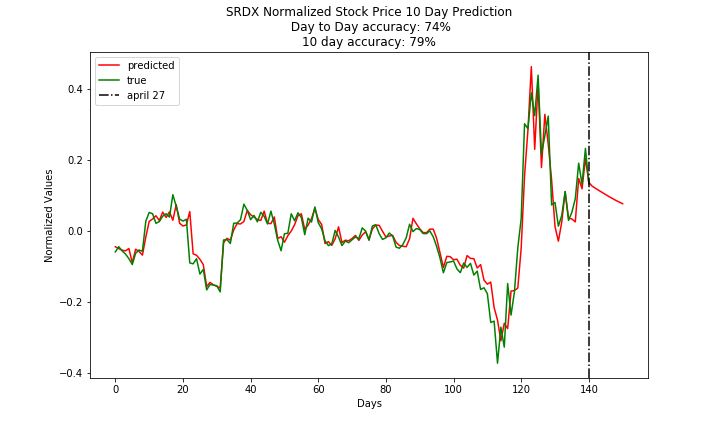 SRDX Normalized Stock Price 10 Day Prediction
Day to Day accuracy: 74%
10 day accuracy: 79%
predicted
true
april 27
Normalized Values
0.4
0.2
0.0
−0.2
−0.4
0 20 40 60 80 100 120 140
Days